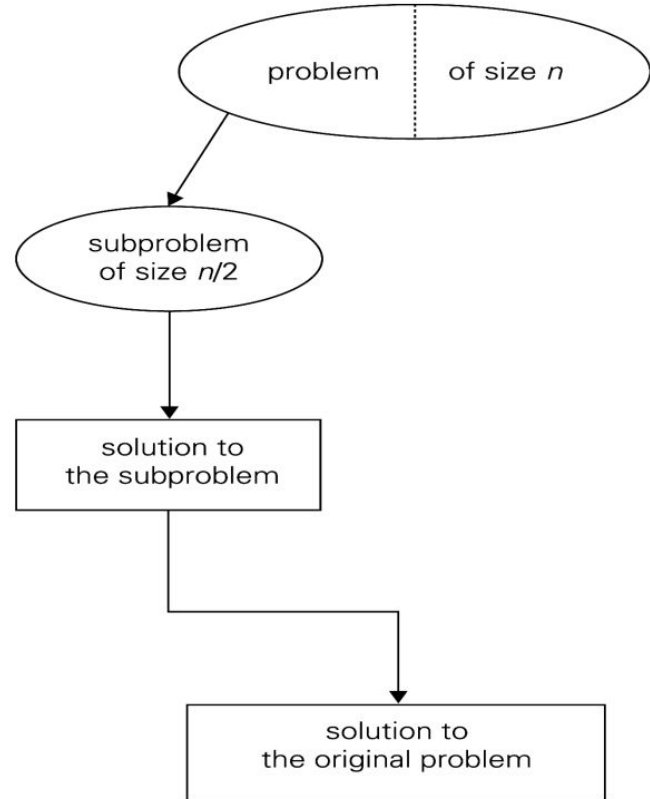 problem of size n
subproblem
of size n/2
solution to
the subproblem
solution to
the original problem